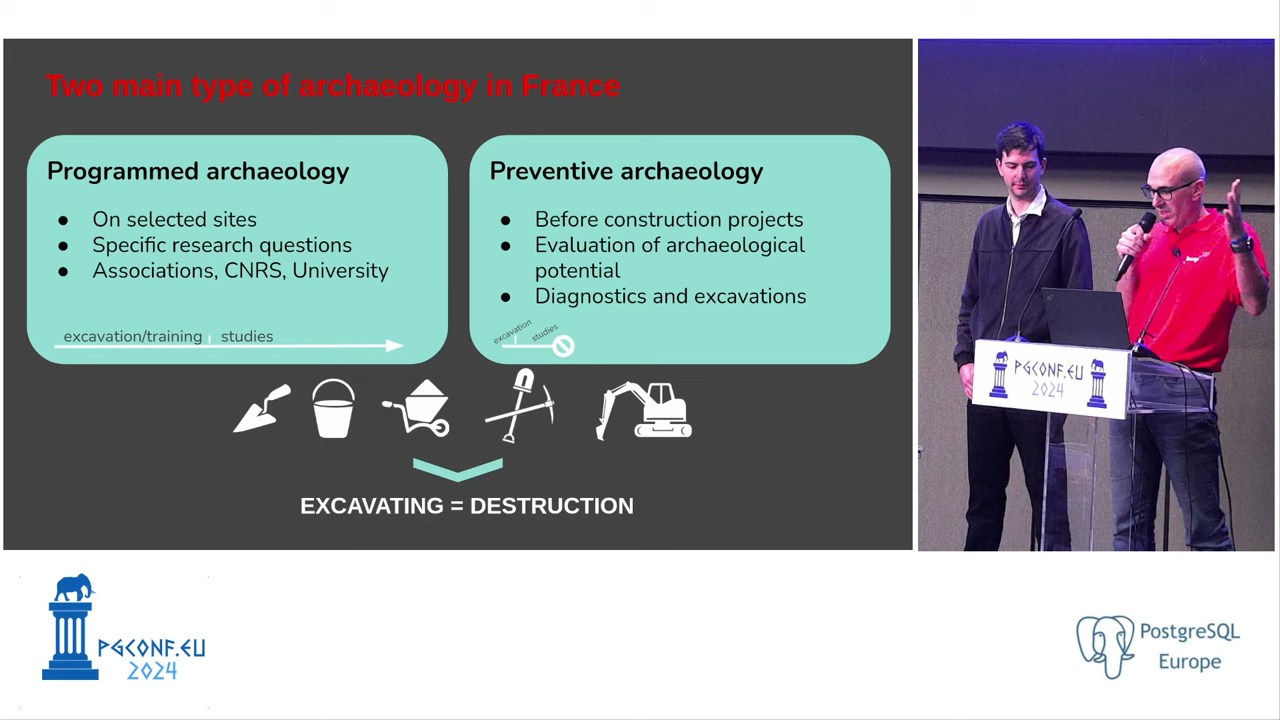 Two main type of archaeology in France
Programmed archaeology
● On selected sites
● Specific research questions
● Associations, CNRS, University
excavation/training studies
Preventive archaeology
● Before construction projects
● Evaluation of archaeological
potential
● Diagnostics and excavations
excavation studies
EXCAVATING = DESTRUCTION
PGCONF.EU
2024
PGCONF.EU
2024
PostgreSQL
Europe